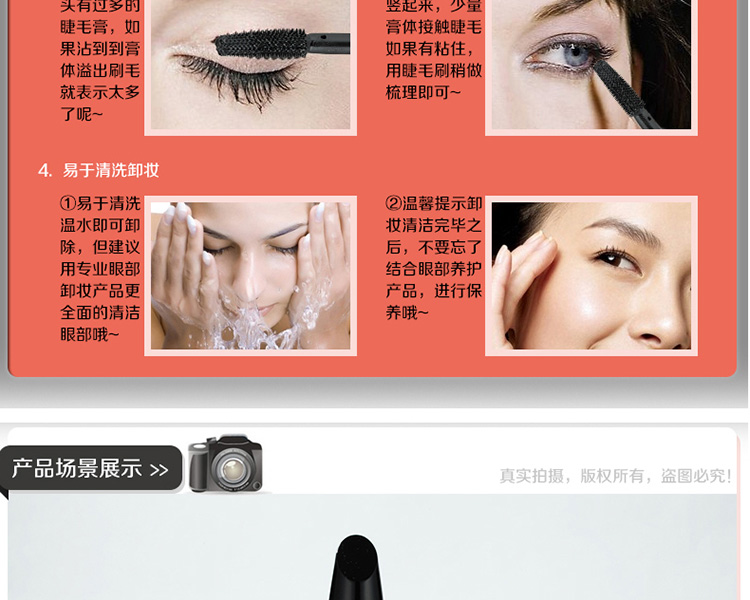 头有过多的
睫毛膏，如
果沾到到膏
体溢出刷毛
就表示太多
了呢~
竖起来，少量
膏体接触睫毛
如果有粘住，
用睫毛刷稍做
梳理即可~
4. 易于清洗卸妆
①易于清洗
温水即可卸
除，但建议
用专业眼部
卸妆产品更
全面的清洁
眼部哦~
②温馨提示卸
妆清洁完毕之
后，不要忘了
结合眼部养护
产品，进行保
养哦~
产品场景展示 >>
真实拍摄，版权所有，盗图必究!